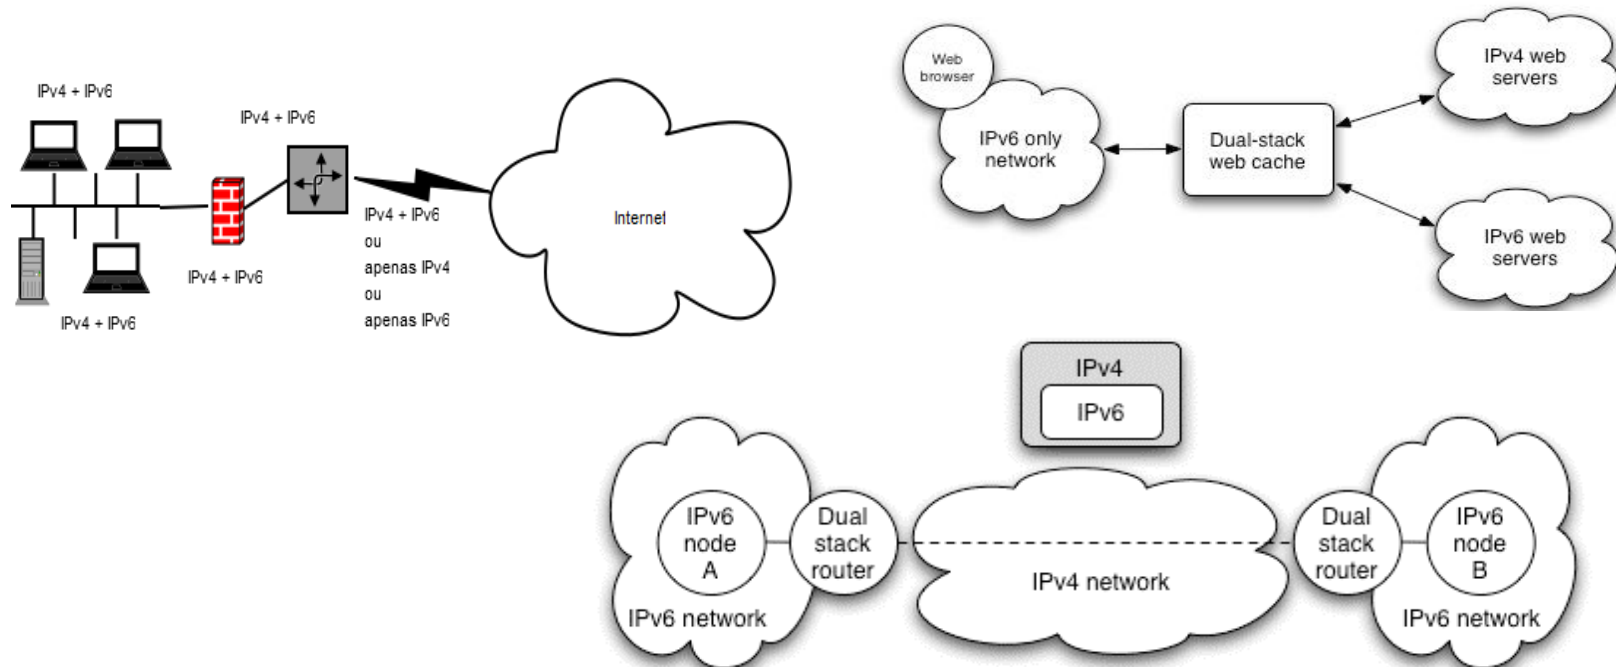 IPv4 + IPv6
IPv4 + IPv6
IPv4 + IPv6
IPv4 + IPv6
IPv4 + IPv6
ou
apenas IPv4
ou
apenas IPv6
Internet
Web
browser
IPv6 only
network
Dual-stack
web cache
IPv4 web
servers
IPv6 web
servers
IPv4
IPv6
IPv6
node
A
IPv6 network
Dual
stack
router
IPv4 network
Dual
stack
router
IPv6
node
B
IPv6 network